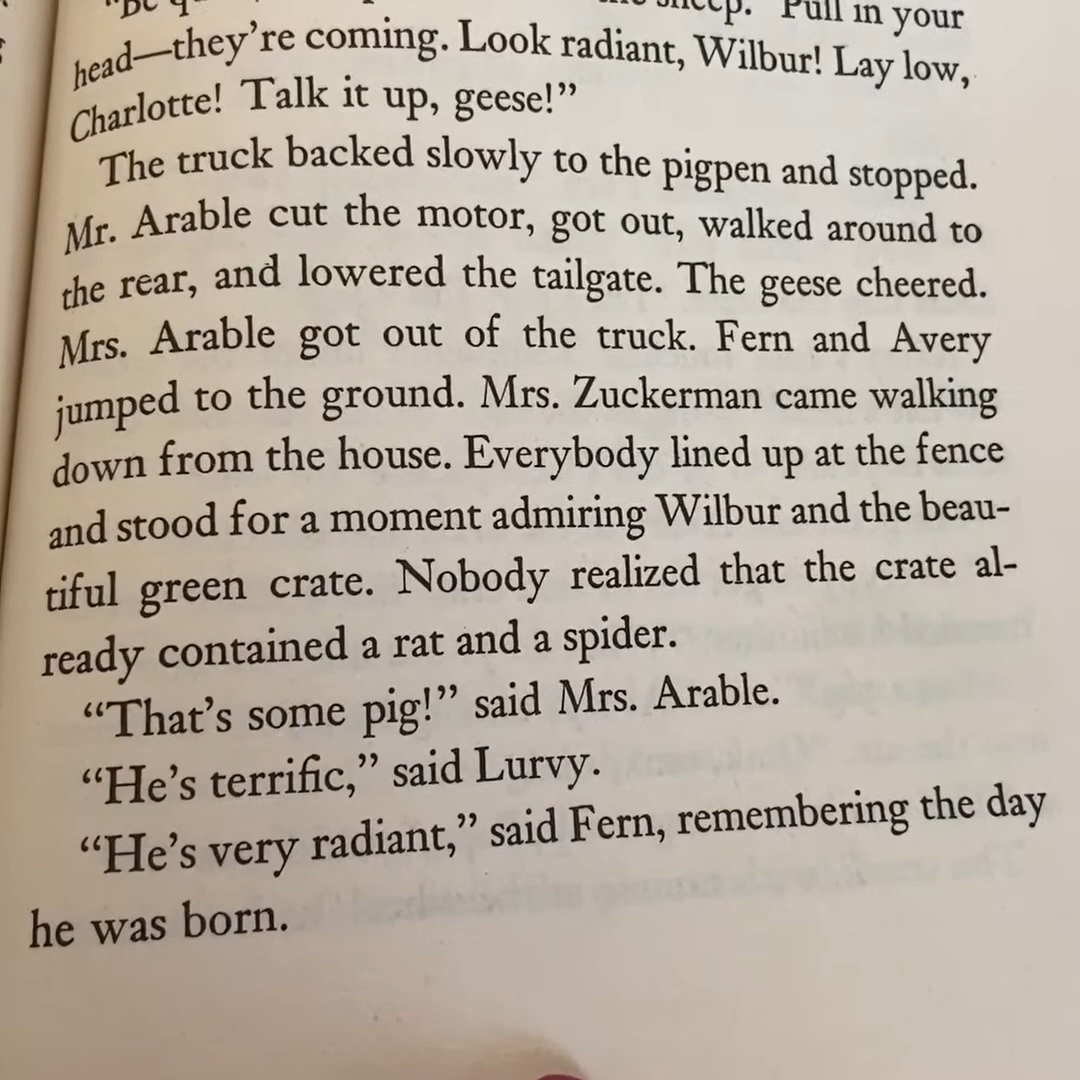 sheep. "Pull in your
head—they're coming. Look radiant, Wilbur! Lay low,
Charlotte! Talk it up, geese!"
The truck backed slowly to the pigpen and stopped.
Mr. Arable cut the motor, got out, walked around to
the rear, and lowered the tailgate. The geese cheered.
Mrs. Arable got out of the truck. Fern and Avery
jumped to the ground. Mrs. Zuckerman came walking
down from the house. Everybody lined up at the fence
and stood for a moment admiring Wilbur and the beau-
tiful green crate. Nobody realized that the crate al-
ready contained a rat and a spider.
"That's some pig!" said Mrs. Arable.
"He's terrific," said Lurvy.
"He's very radiant," said Fern, remembering the day
he was born.